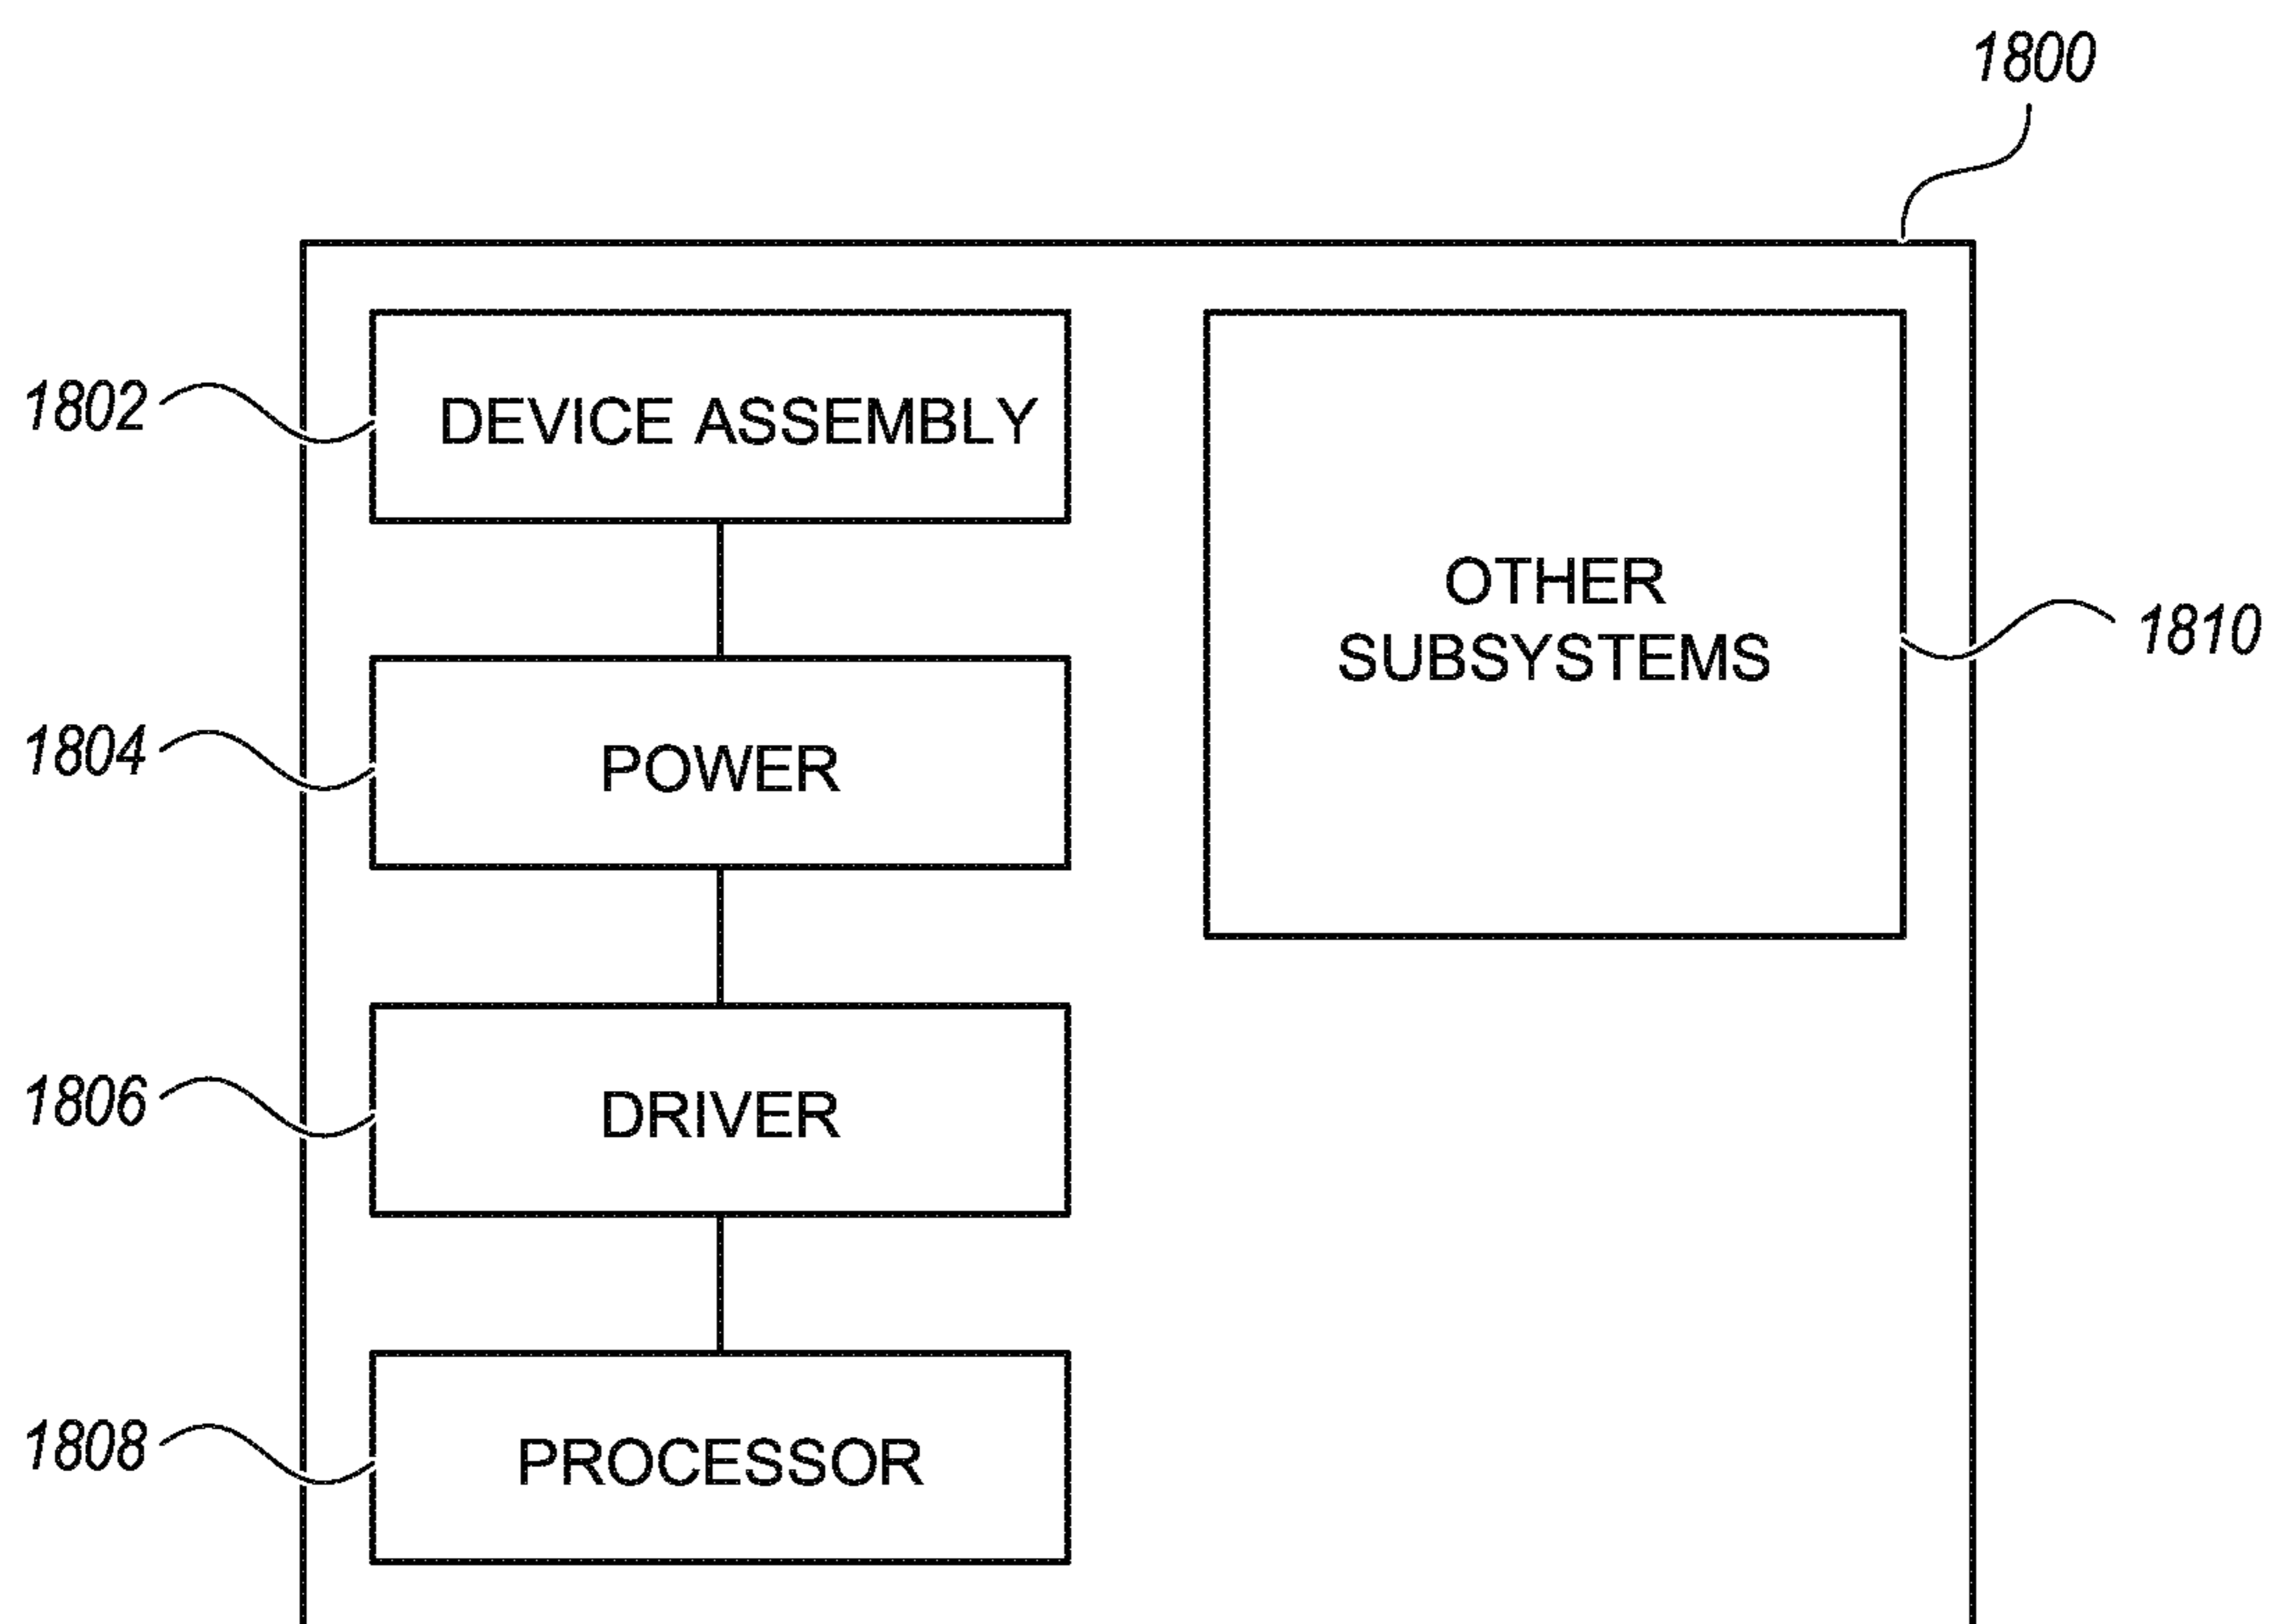 1800
1802
DEVICE ASSEMBLY
OTHER
SUBSYSTEMS
1810
1804
POWER
1806
DRIVER
1808
PROCESSOR